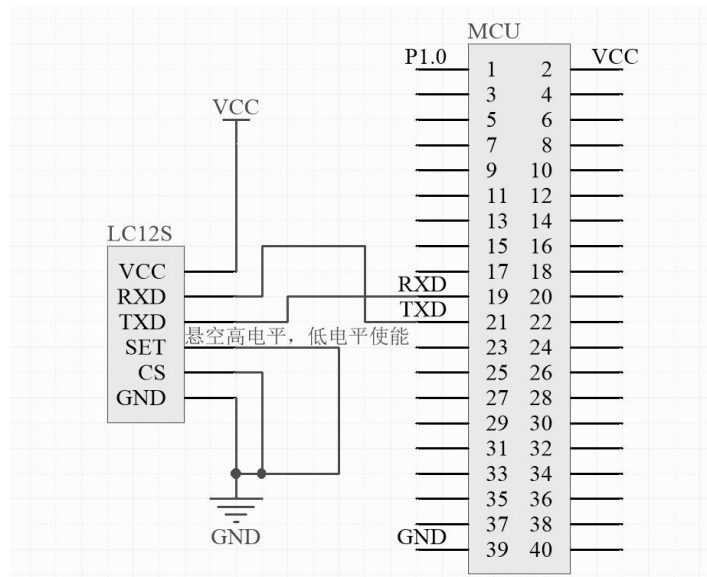 MCU
P1.0
VCC
1 2
3 4
5 6
7 8
9 10
11 12
13 14
15 16
17 18
RXD
19 20
TXD
21 22
23 24
25 26
27 28
29 30
31 32
33 34
35 36
37 38
GND
39 40
VCC
LC12S
VCC
RXD
TXD
悬空高电平，低电平使能
SET
CS
GND
GND